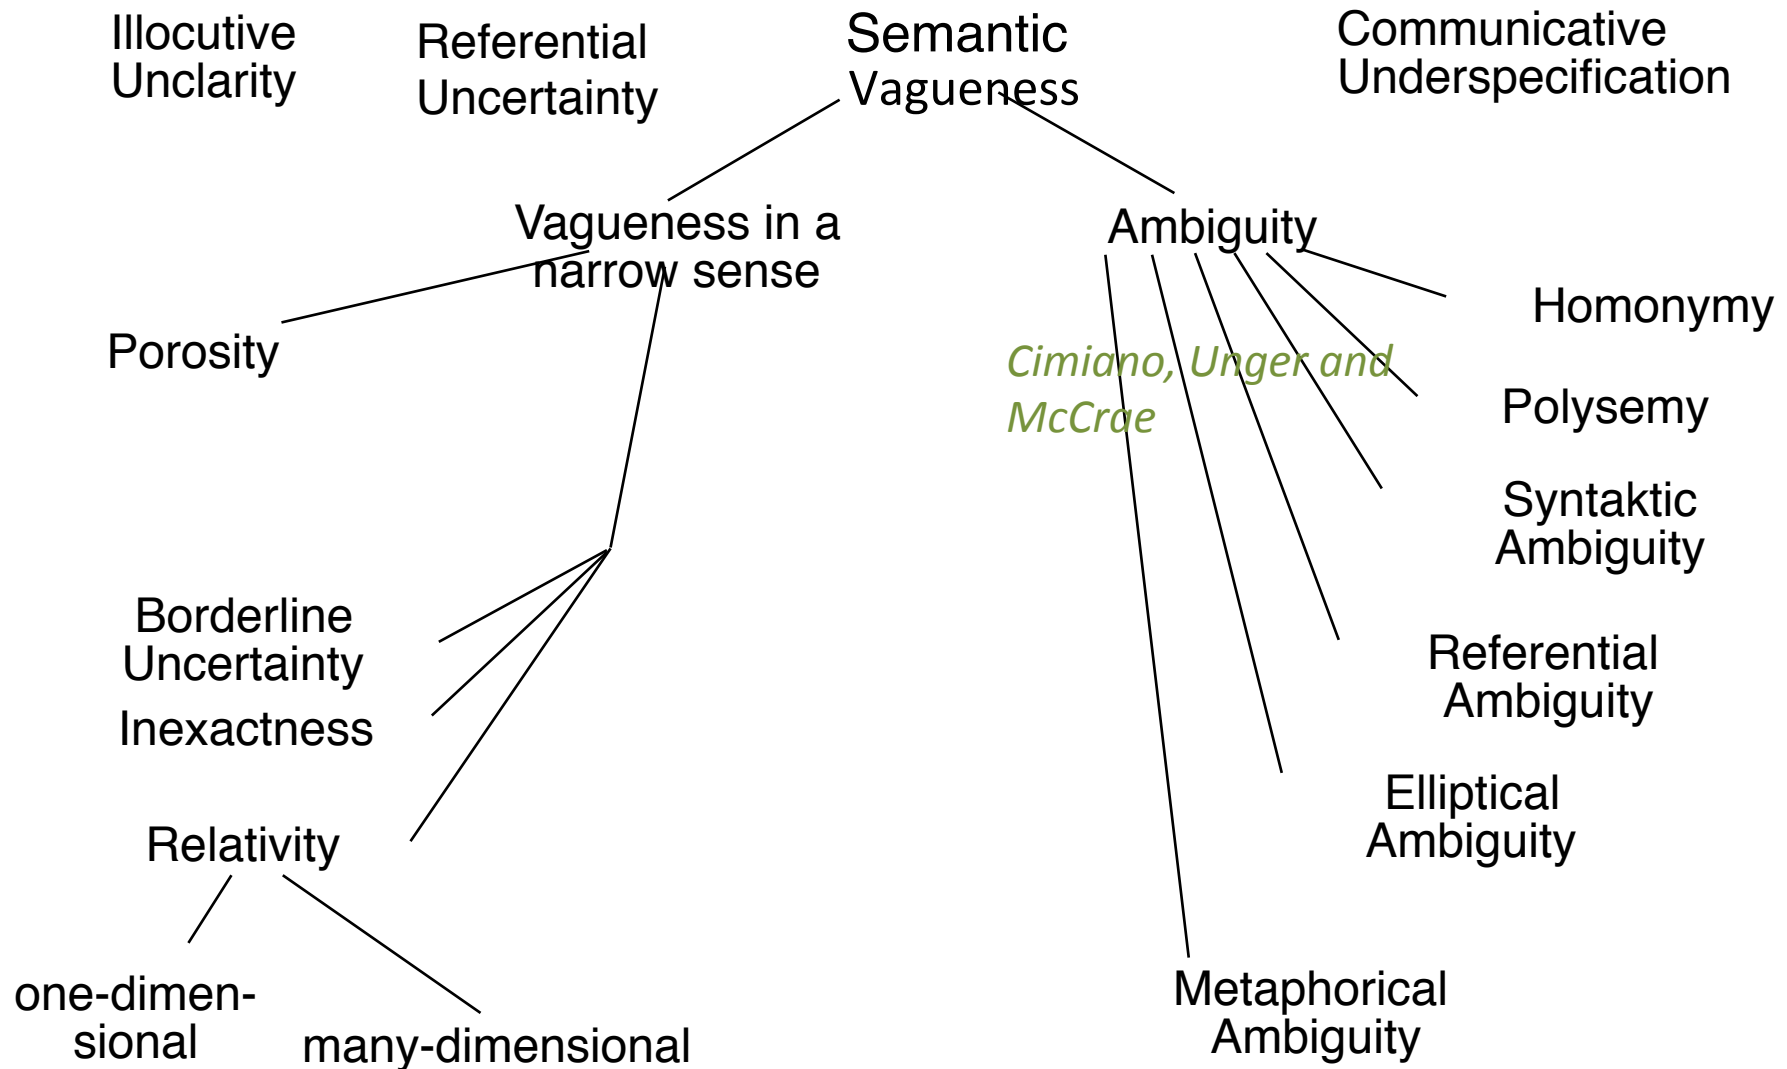 Illocutive
Unclarity
Referential
Uncertainty
Semantic
Vagueness
Communicative
Underspecification
Vagueness in a
narrow sense
Ambiguity
Porosity
Homonymy
Cimiano, Unger and
McCrae
Polysemy
Syntaktic
Ambiguity
Borderline
Uncertainty
Inexactness
Referential
Ambiguity
Elliptical
Ambiguity
Relativity
one-dimen-
sional
many-dimensional
Metaphorical
Ambiguity